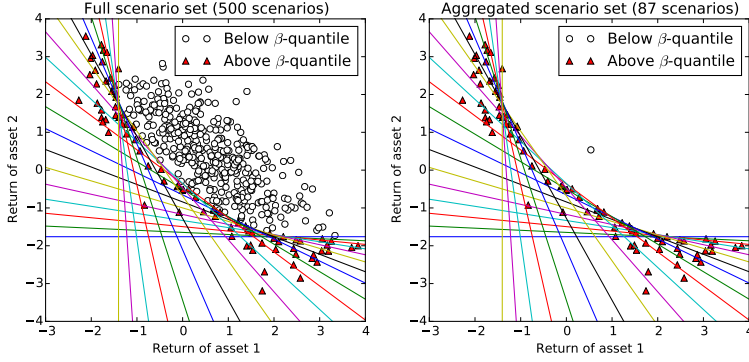 Full scenario set (500 scenarios)
Below β-quantile
Above β-quantile
Return of asset 2
4
3
2
1
0
−1
−2
−3
−4
−3 −2 −1 0 1 2 3 4
Return of asset 1
Aggregated scenario set (87 scenarios)
Below β-quantile
Above β-quantile
Return of asset 2
4
3
2
1
0
−1
−2
−3
−4
−3 −2 −1 0 1 2 3 4
Return of asset 1